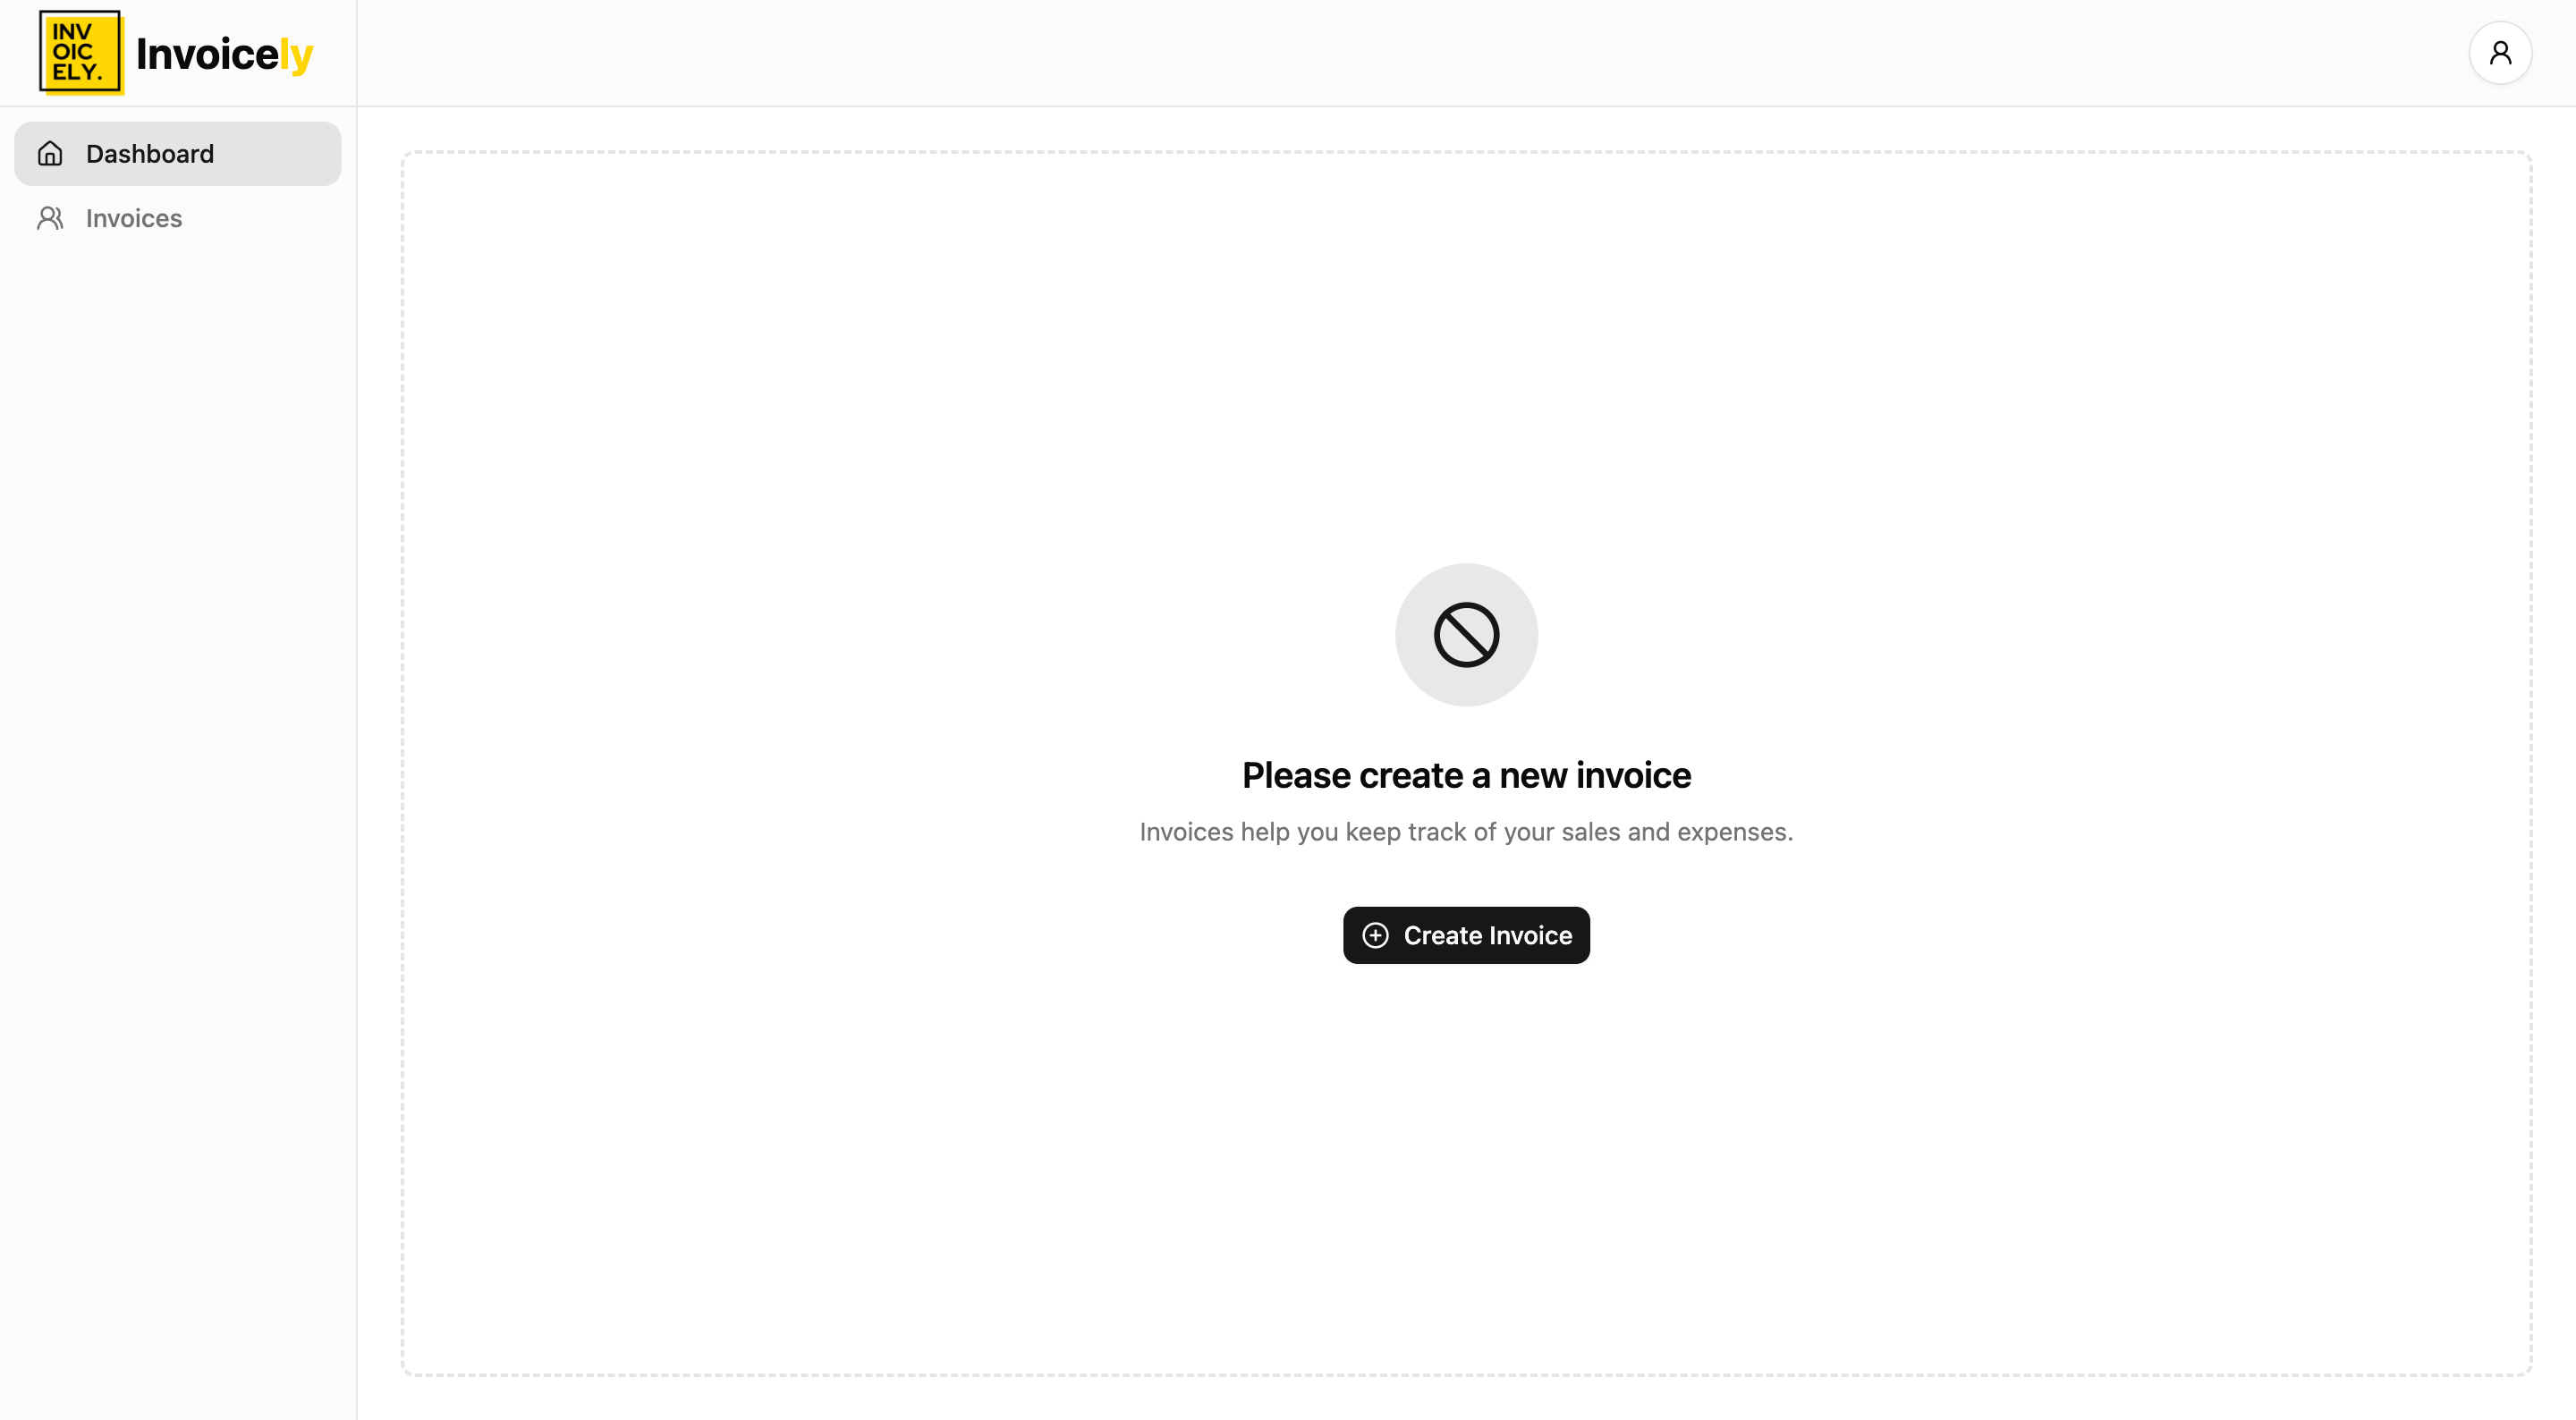 INV
OIC
ELY.
Invoicely
Dashboard
Invoices
Please create a new invoice
Invoices help you keep track of your sales and expenses.
Create Invoice